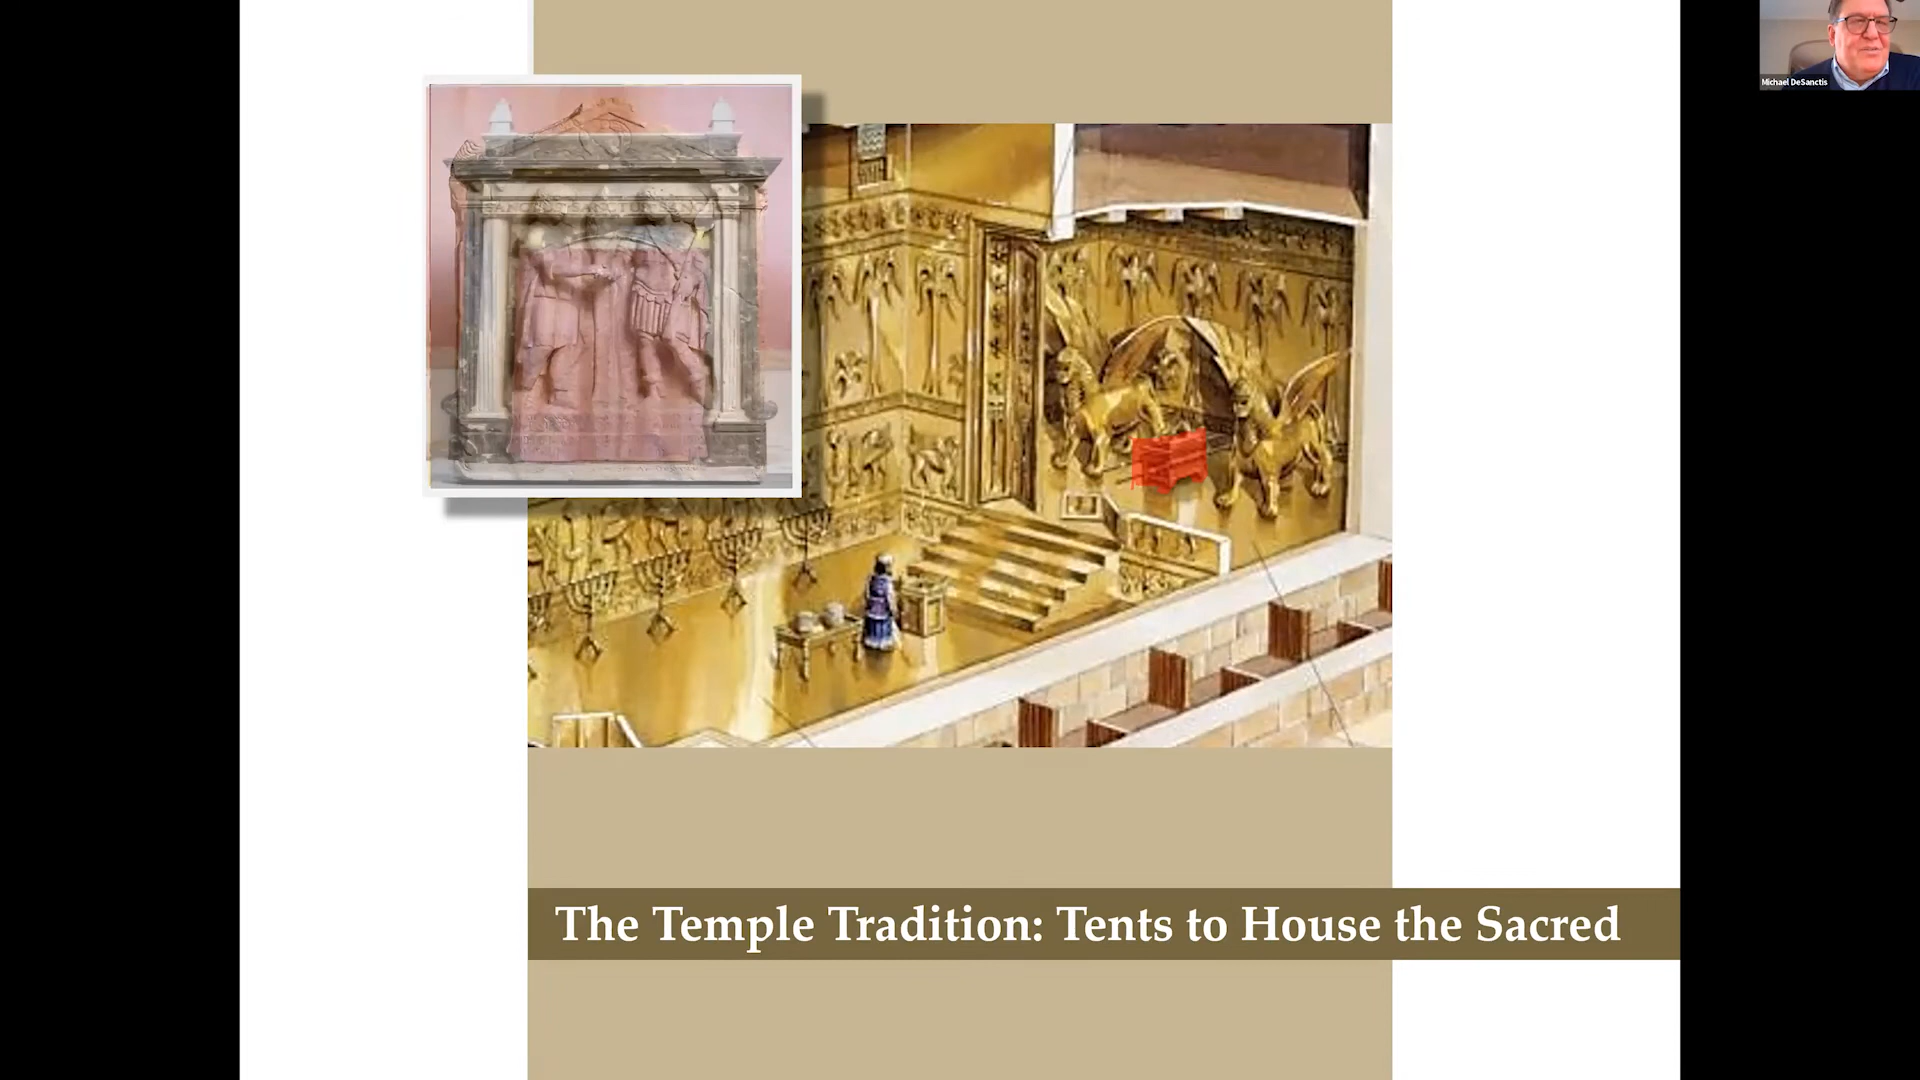 Michael DeSanctis
The Temple Tradition: Tents to House the Sacred